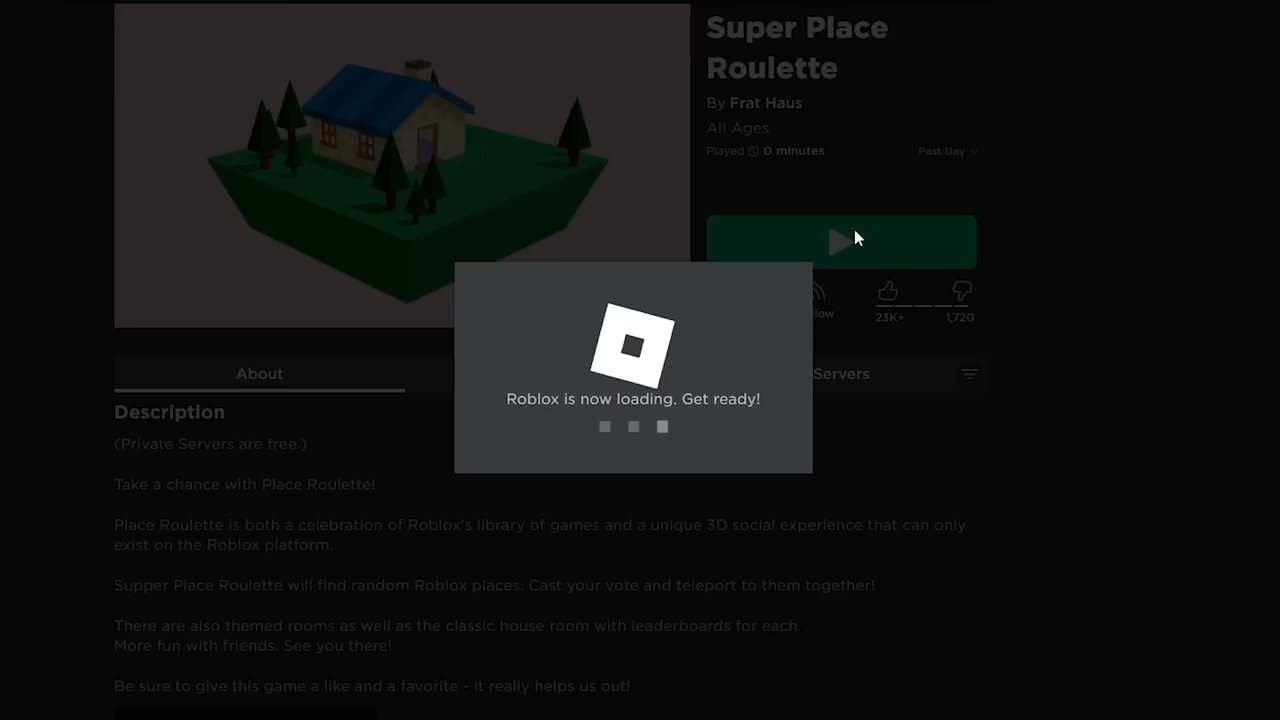 Super Place
Roulette
By Frat Haus
All Ages
Played 0 minutes
Past Day
llow
23K+
1,720
About
Servers
Roblox is now loading. Get ready!
Description
(Private Servers are free.)
Take a chance with Place Roulette!
Place Roulette is both a celebration of Roblox's library of games and a unique 3D social experience that can only
exist on the Roblox platform.
Supper Place Roulette will find random Roblox places. Cast your vote and teleport to them together!
There are also themed rooms as well as the classic house room with leaderboards for each.
More fun with friends. See you there!
Be sure to give this game a like and a favorite - it really helps us out!